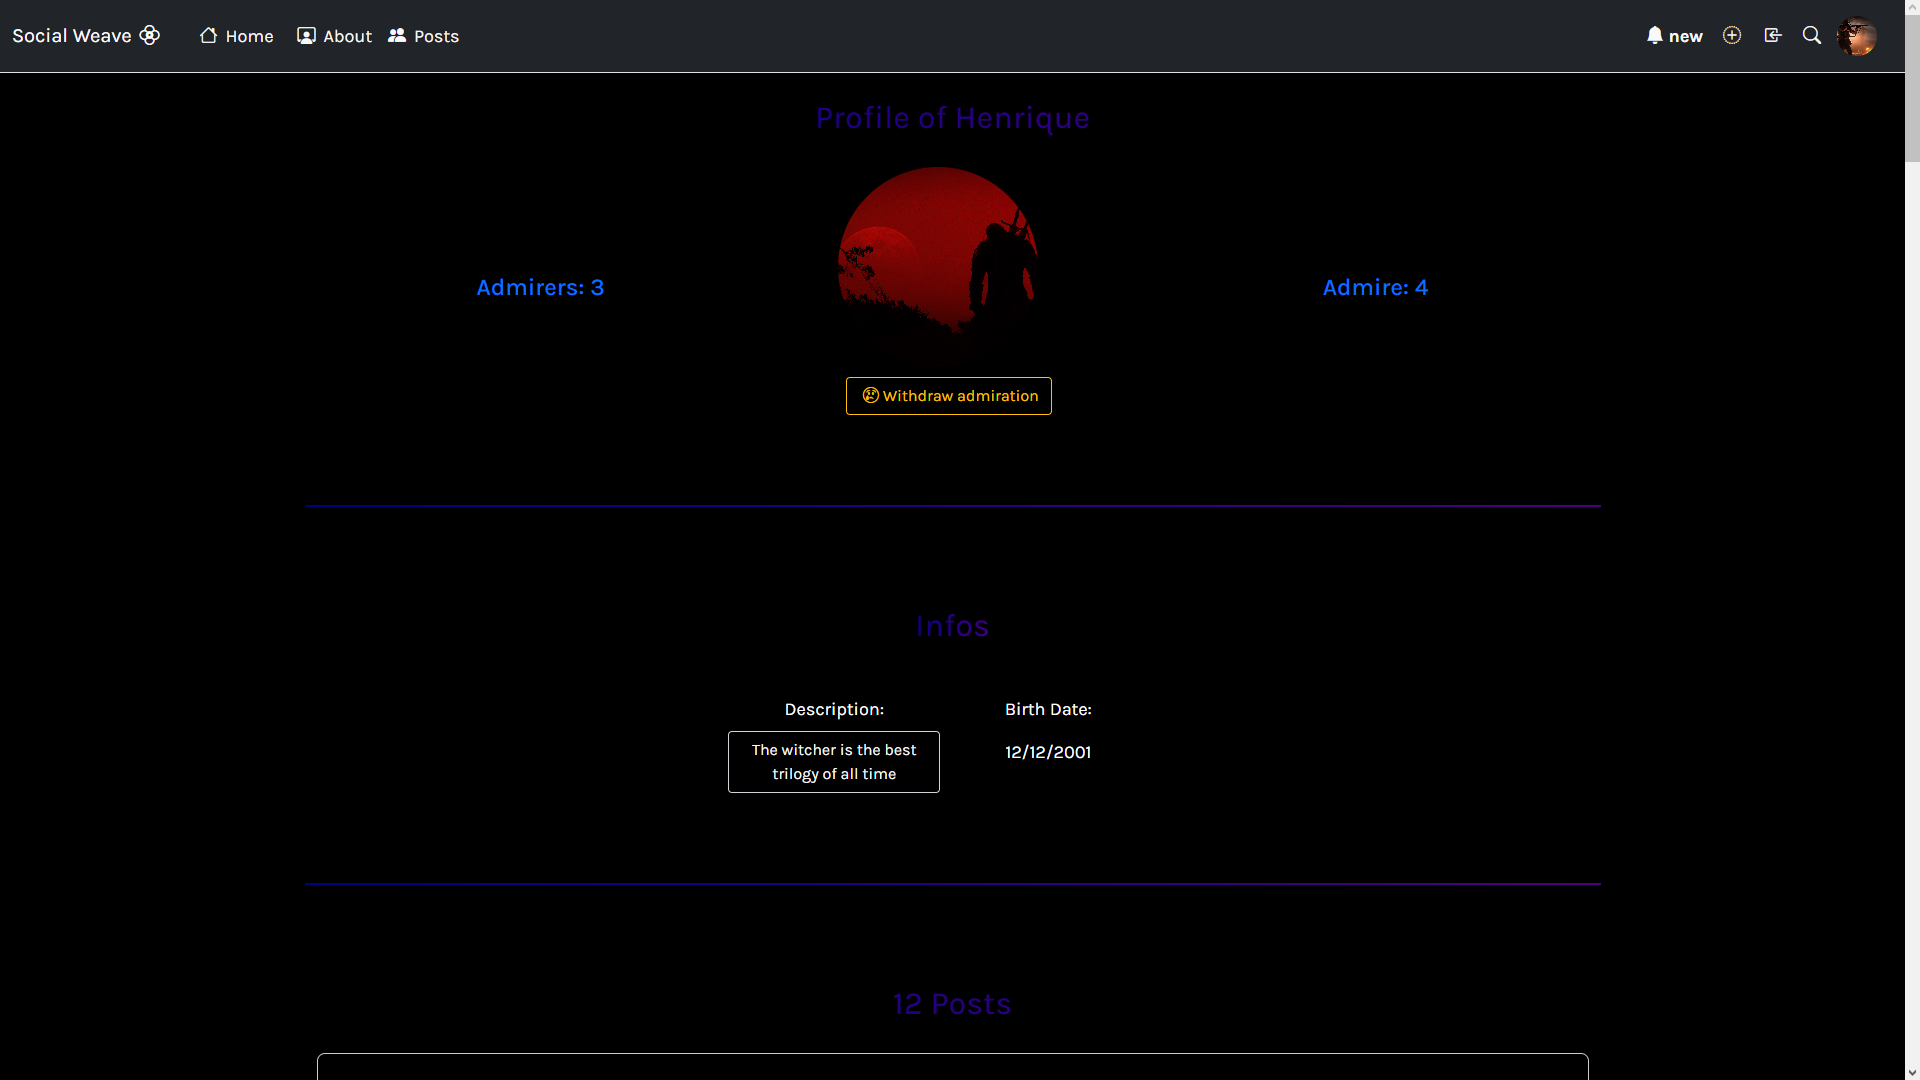 Social Weave
Home
About
Posts
new
Profile of Henrique
Admirers: 3
Admire: 4
Withdraw admiration
Infos
Description:
Birth Date:
The witcher is the best
trilogy of all time
12/12/2001
12 Posts